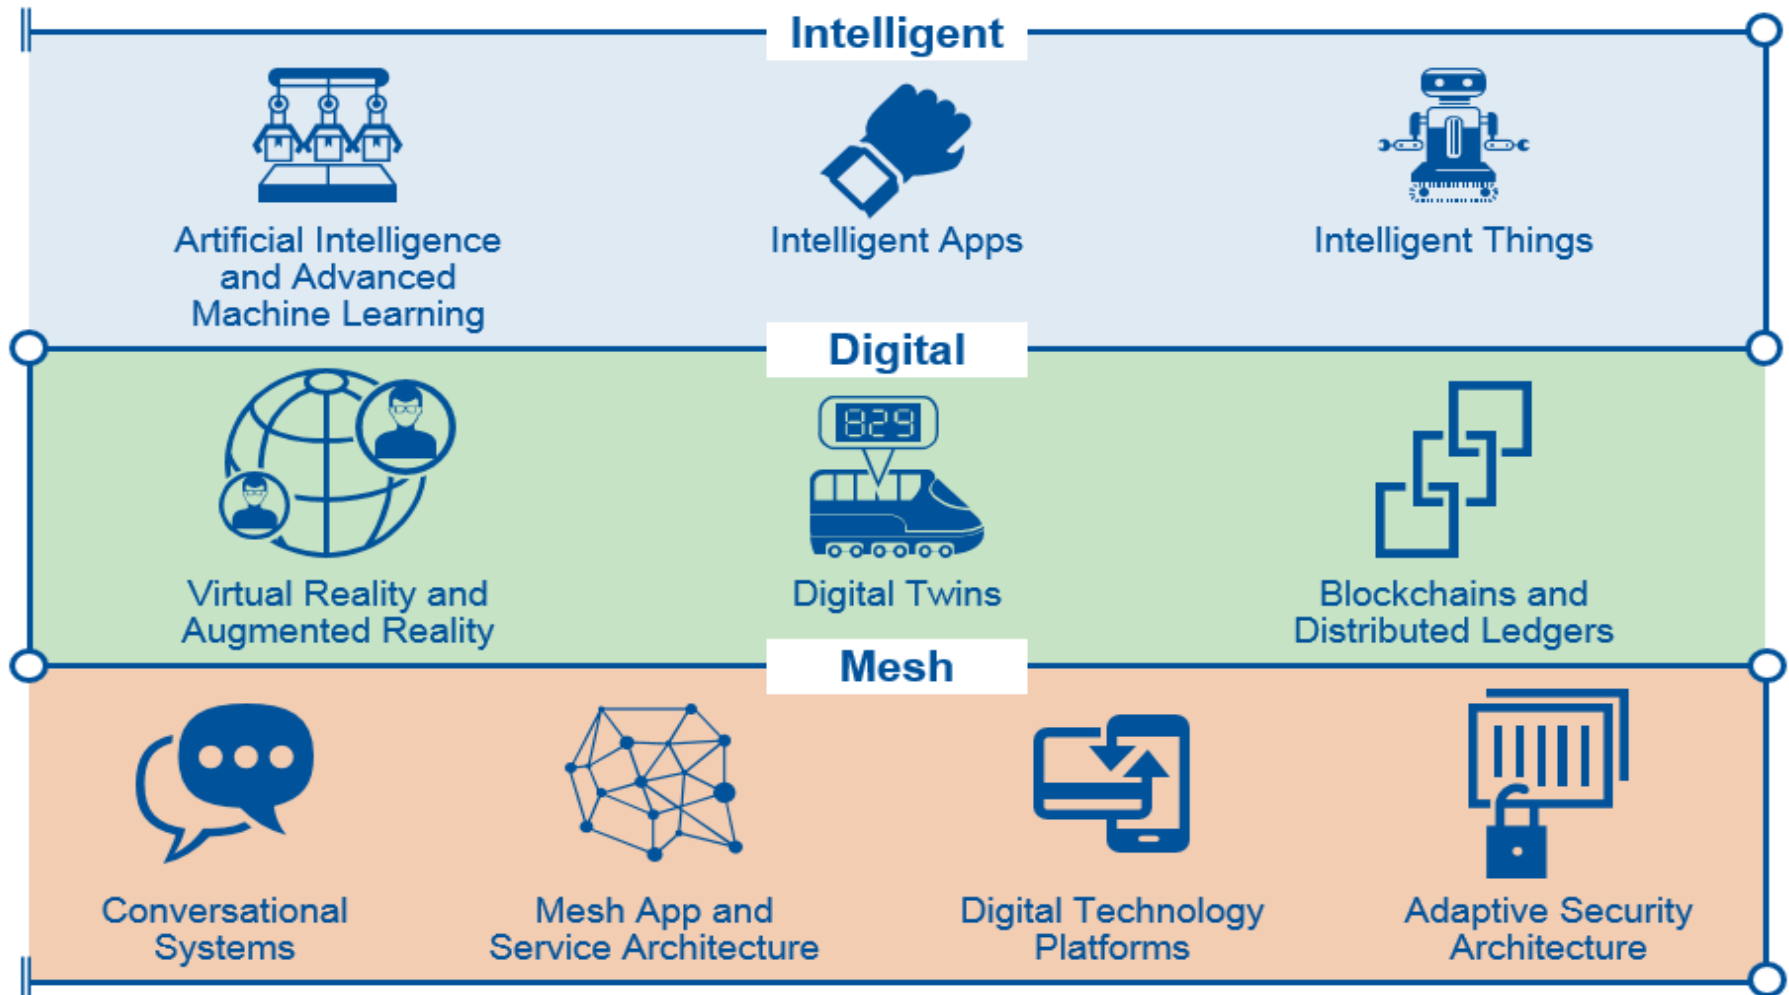 Intelligent
Artificial Intelligence
and Advanced
Machine Learning
Intelligent Apps
Intelligent Things
Digital
829
Virtual Reality and
Augmented Reality
Digital Twins
Blockchains and
Distributed Ledgers
Mesh
Conversational
Systems
Mesh App and
Service Architecture
Digital Technology
Platforms
Adaptive Security
Architecture